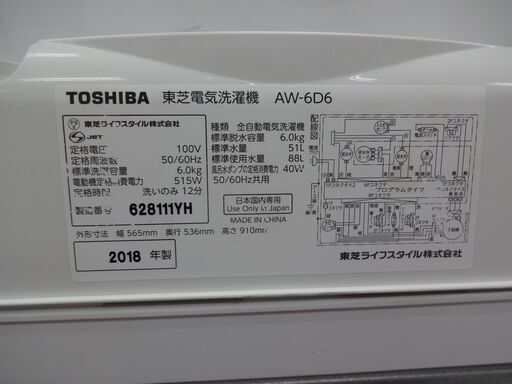 TOSHIBA 東芝電気洗濯機 AW-6D6
東芝ライフスタイル株式会社
JET
定格電圧 100V
定格周波数 50/60Hz
標準洗濯容量 6.0kg
電動機定格消費電力 515W
定格時間 洗いのみ 12分
製造番号 628111YH
種類 全自動電気洗濯機
標準脱水容量 6.0kg
標準水量 51L
標準使用水量 88L
風呂水ポンプの定格消費電力 40W
50/60Hz共用
日本国内専用
Use Only in Japan
MADE IN CHINA
外形寸法 幅 565mm 奥行 536mm 高さ 910mm
2018 年製
配線図
プログラムタイマ
東芝ライフスタイル株式会社